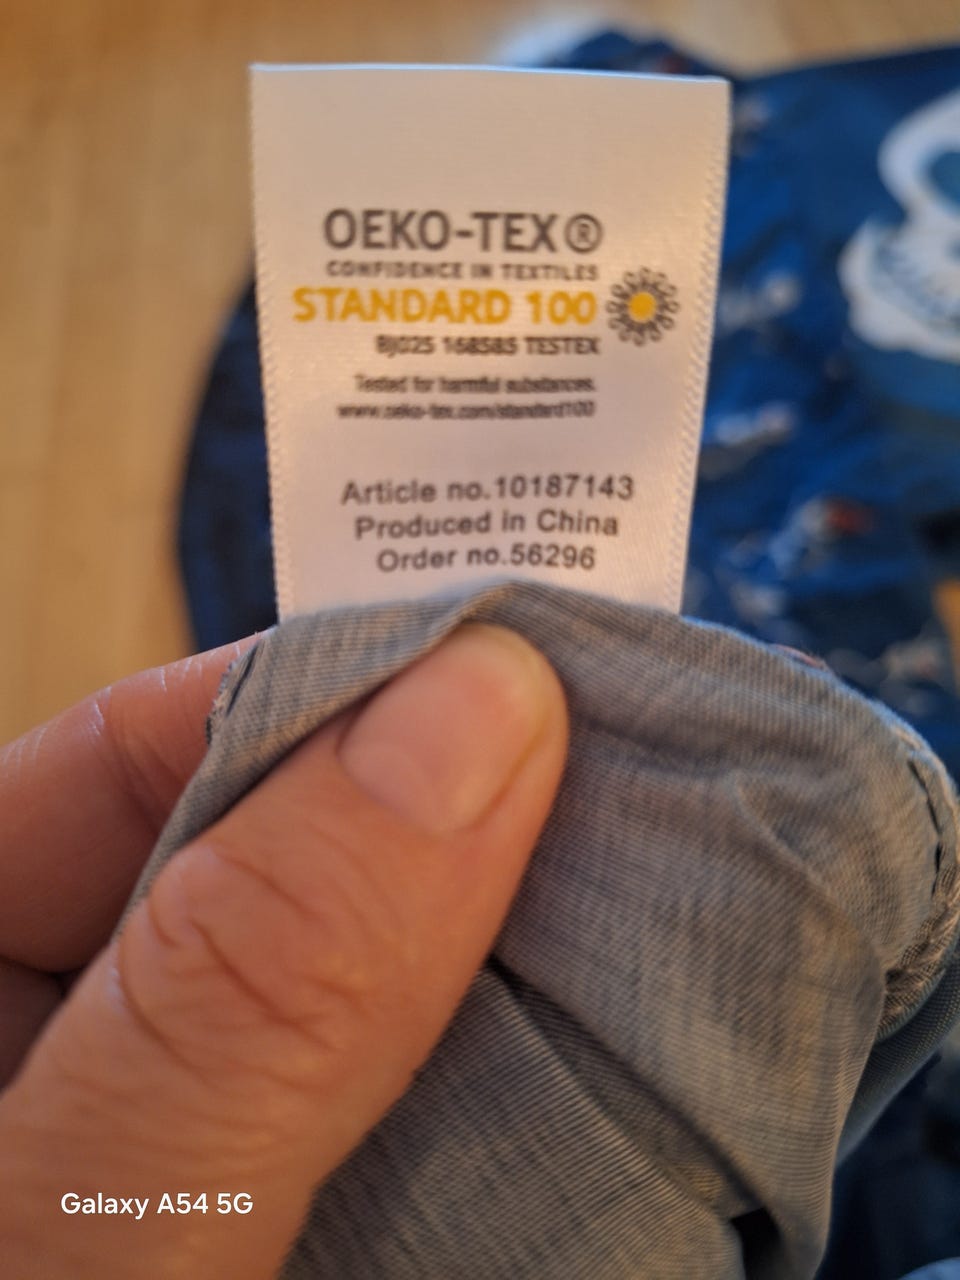 OEKO-TEX®
CONFIDENCE IN TEXTILES
STANDARD 100
BJ025 168585 TESTEX
Tested for harmful substances.
www.oeko-tex.com/standard100
Article no.10187143
Produced in China
Order no.56296
Galaxy A54 5G